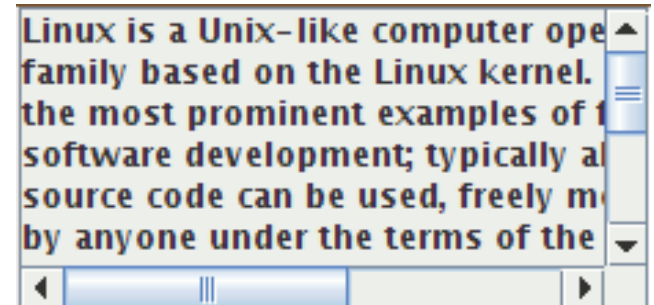 Linux is a Unix-like computer ope
family based on the Linux kernel.
the most prominent examples of f
software development; typically al
source code can be used, freely m
by anyone under the terms of the